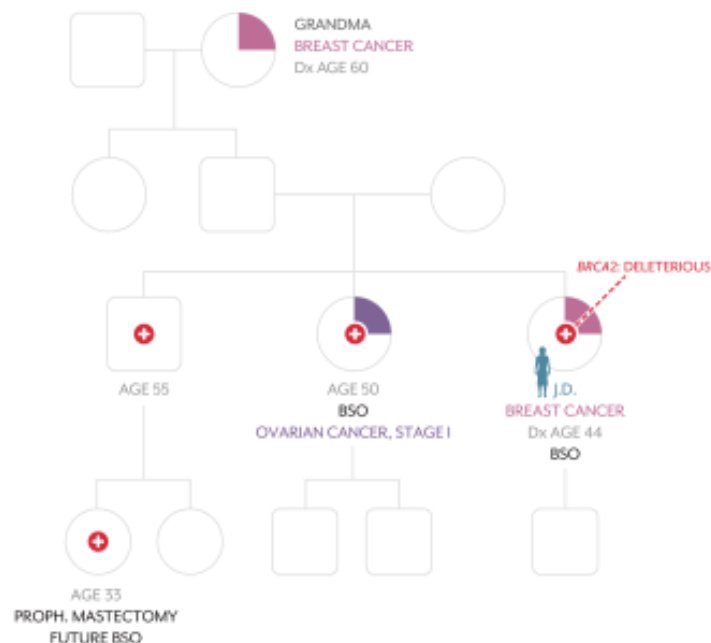 GRANDMA
BREAST CANCER
Dx AGE 60
BRCA2: DELETERIOUS
AGE 55
AGE 50
BSO
OVARIAN CANCER, STAGE I
J.D.
BREAST CANCER
Dx AGE 44
BSO
AGE 33
PROPH. MASTECTOMY
FUTURE BSO